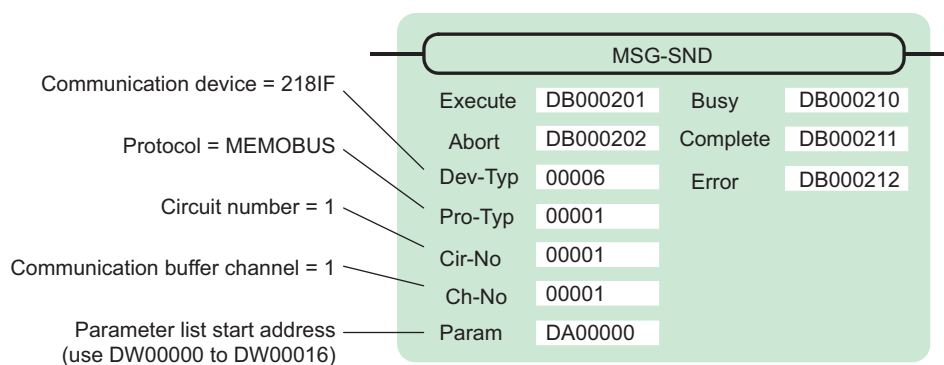 MSG-SND
Communication device = 218IF
Execute DB000201 Busy DB000210
Protocol = MEMOBUS
Abort DB000202 Complete DB000211
Dev-Typ 00006 Error DB000212
Circuit number = 1
Pro-Typ 00001
Communication buffer channel = 1
Cir-No 00001
Ch-No 00001
Parameter list start address
(use DW00000 to DW00016)
Param DA00000